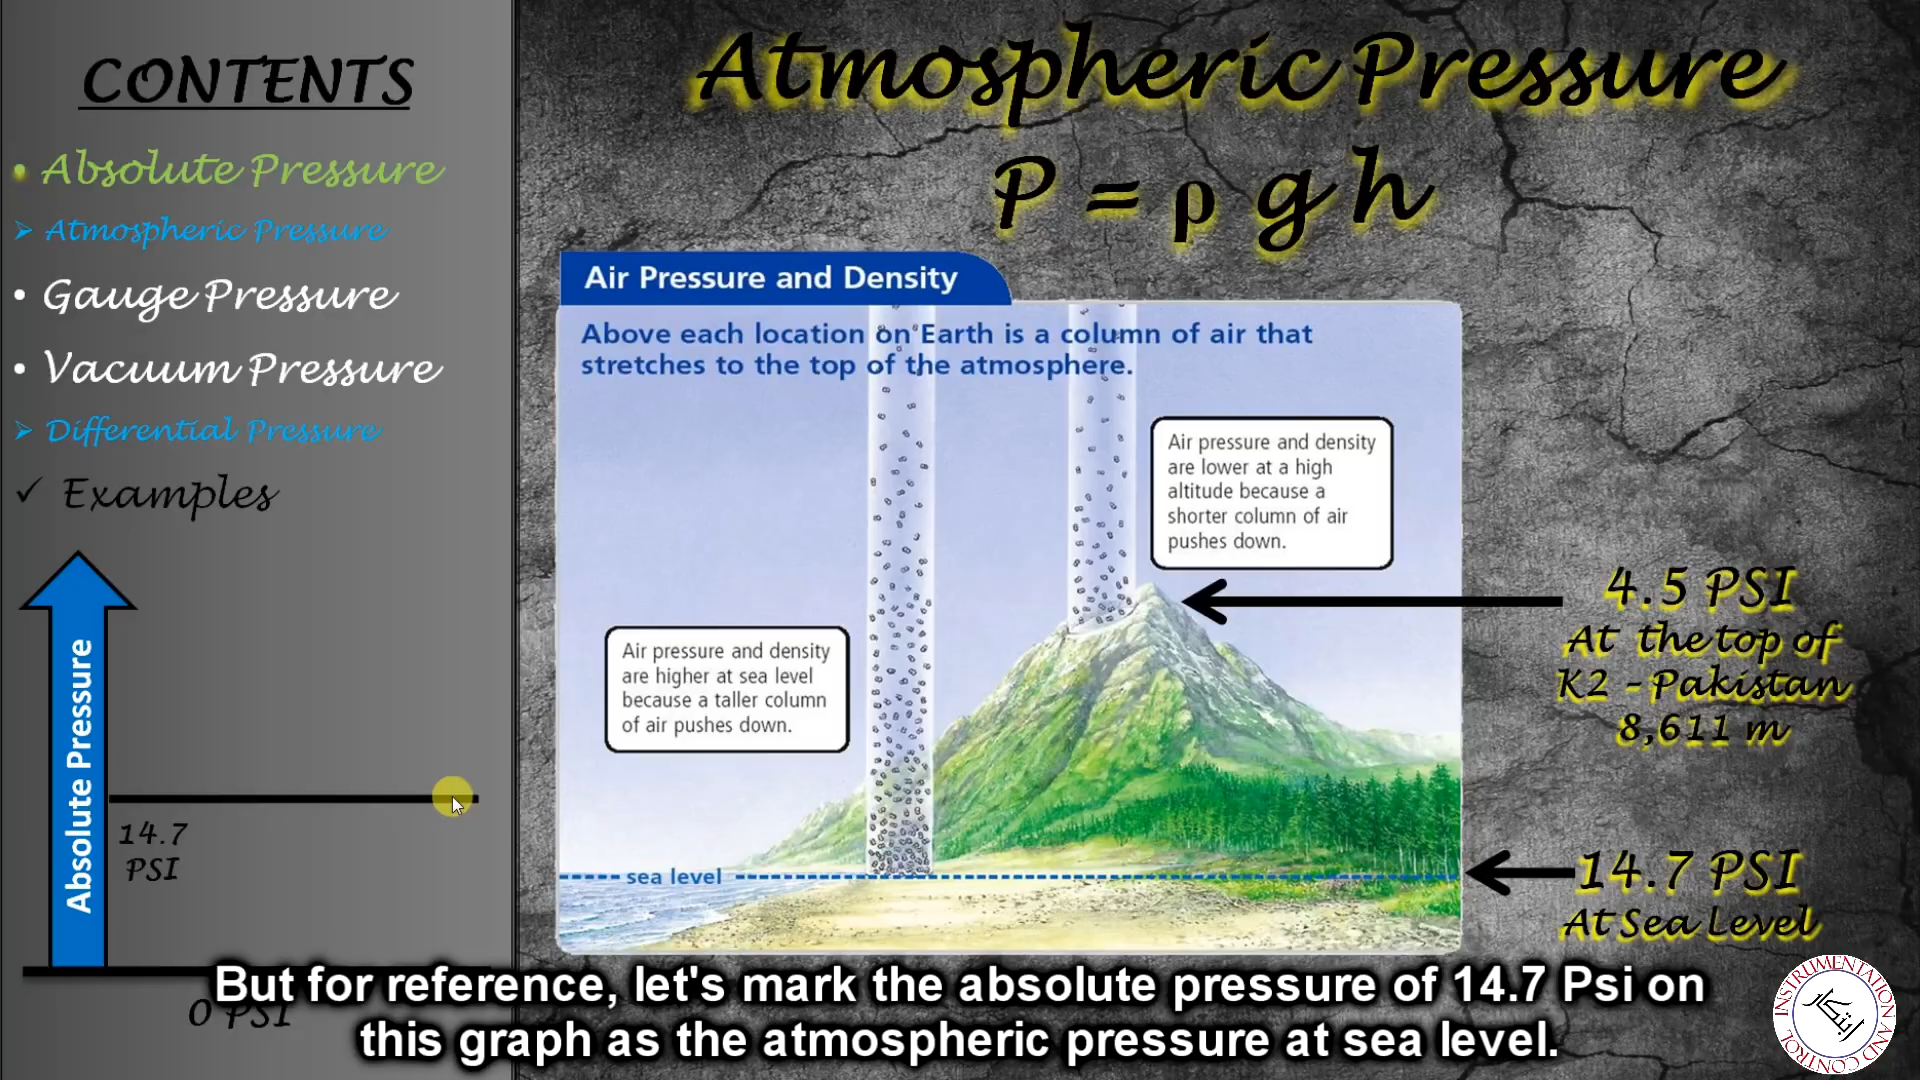 CONTENTS
• Absolute Pressure
➢ Atmospheric Pressure
• Gauge Pressure
• Vacuum Pressure
➢ Differential Pressure
✓ Examples
Absolute Pressure
14.7
PSI
0 PSI
Atmospheric Pressure
P = ρ g h
Air Pressure and Density
Above each location on Earth is a column of air that
stretches to the top of the atmosphere.
Air pressure and density
are lower at a high
altitude because a
shorter column of air
pushes down.
Air pressure and density
are higher at sea level
because a taller column
of air pushes down.
sea level
4.5 PSI
At the top of
K2 - Pakistan
8,611 m
14.7 PSI
At Sea Level
But for reference, let's mark the absolute pressure of 14.7 Psi on
this graph as the atmospheric pressure at sea level.
INSTRUMENTATION AND CONTROL
ابتكار